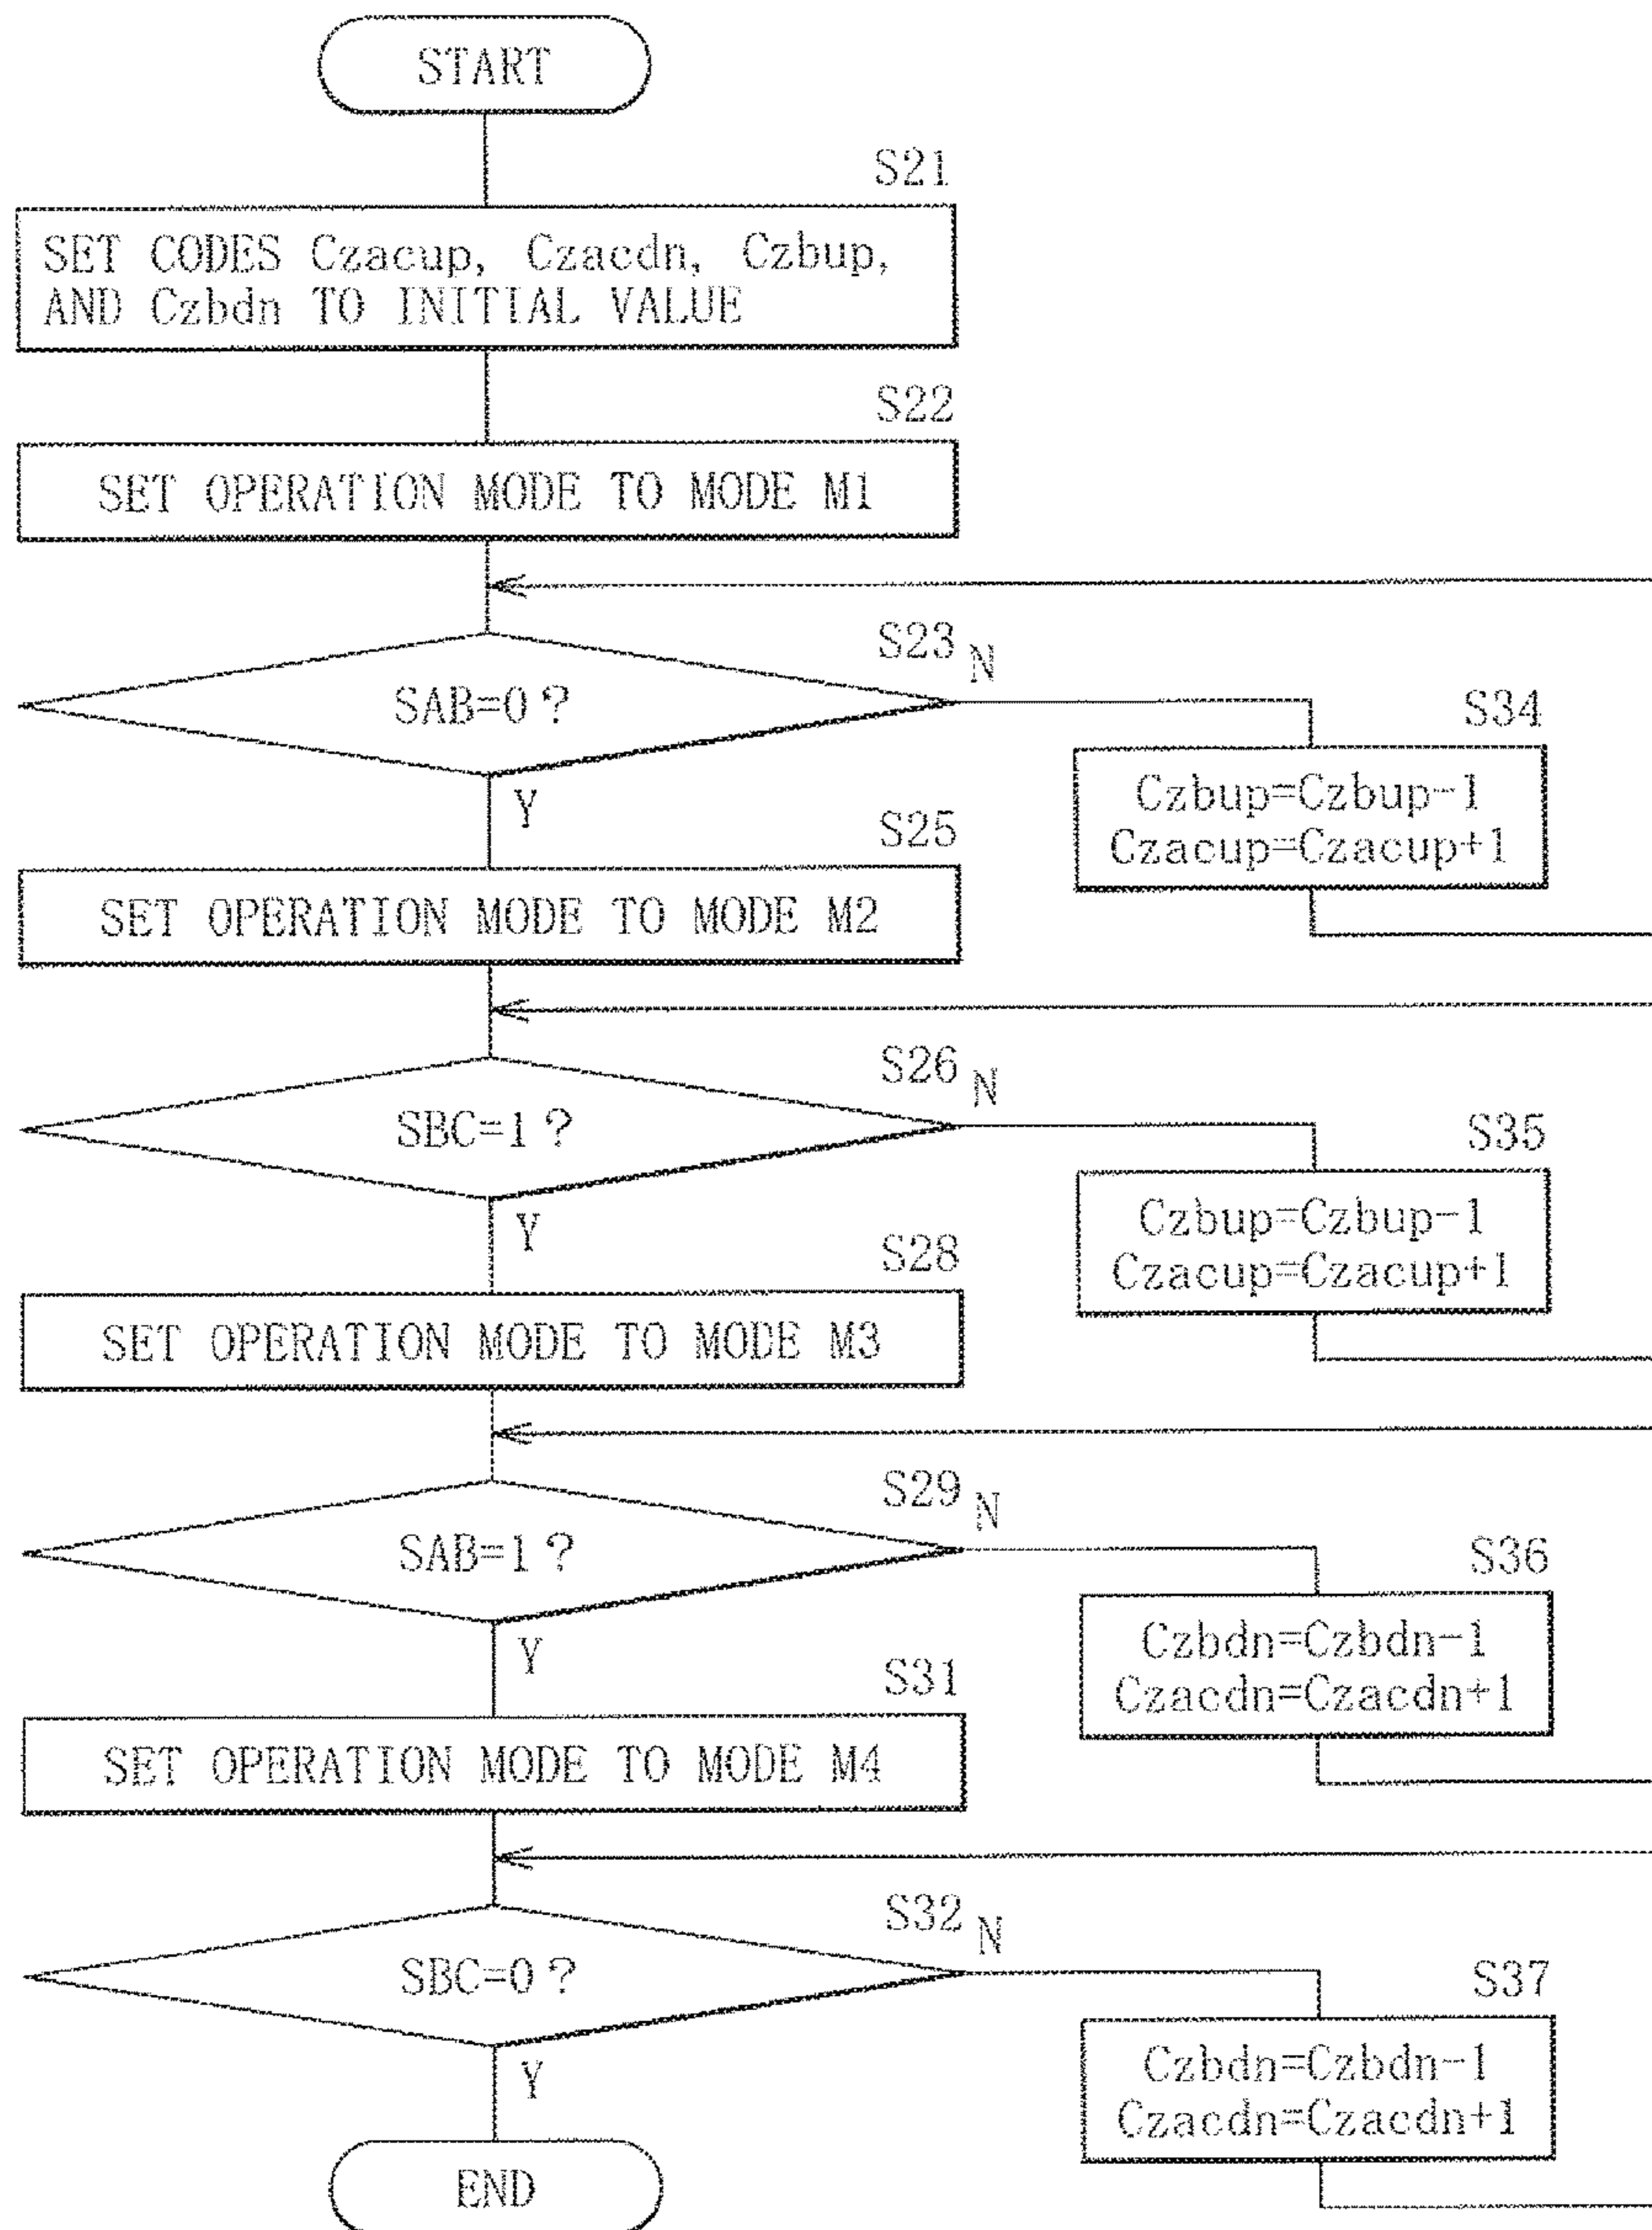 START
S21
SET CODES Czacup, Czacdn, Czbup,
AND Czbdn TO INITIAL VALUE
S22
SET OPERATION MODE TO MODE M1
S23
N
SAB=0?
S34
Czbup=Czbup-1
Czacup=Czacup+1
Y
S25
SET OPERATION MODE TO MODE M2
S26
N
SBC=1?
S35
Czbup=Czbup-1
Czacup=Czacup+1
Y
S28
SET OPERATION MODE TO MODE M3
S29
N
SAB=1?
S36
Czbdn=Czbdn-1
Czacdn=Czacdn+1
Y
S31
SET OPERATION MODE TO MODE M4
S32
N
SBC=0?
S37
Czbdn=Czbdn-1
Czacdn=Czacdn+1
Y
END